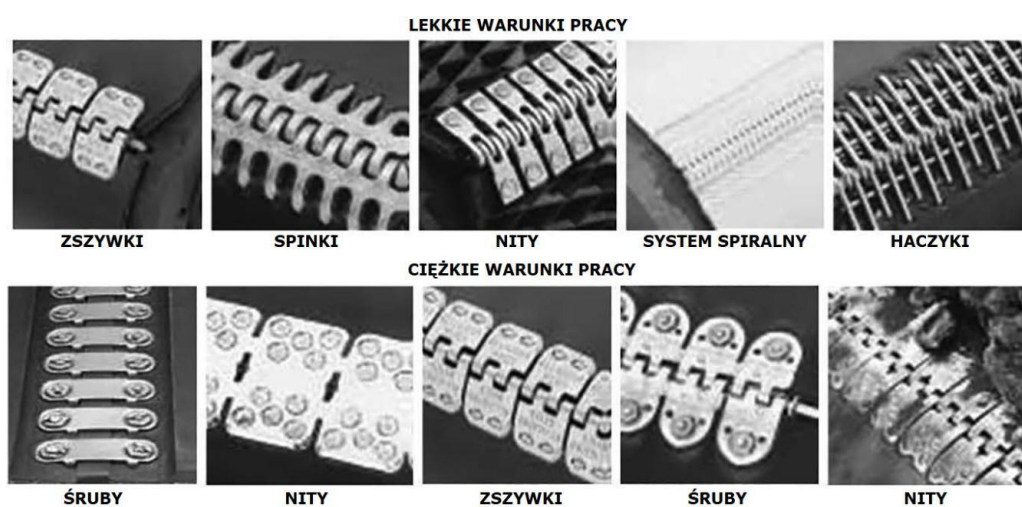 LEKKIE WARUNKI PRACY
ZSZYWKI SPINKI NITY SYSTEM SPIRALNY HACZYKI
CIĘŻKIE WARUNKI PRACY
ŚRUBY NITY ZSZYWKI ŚRUBY NITY